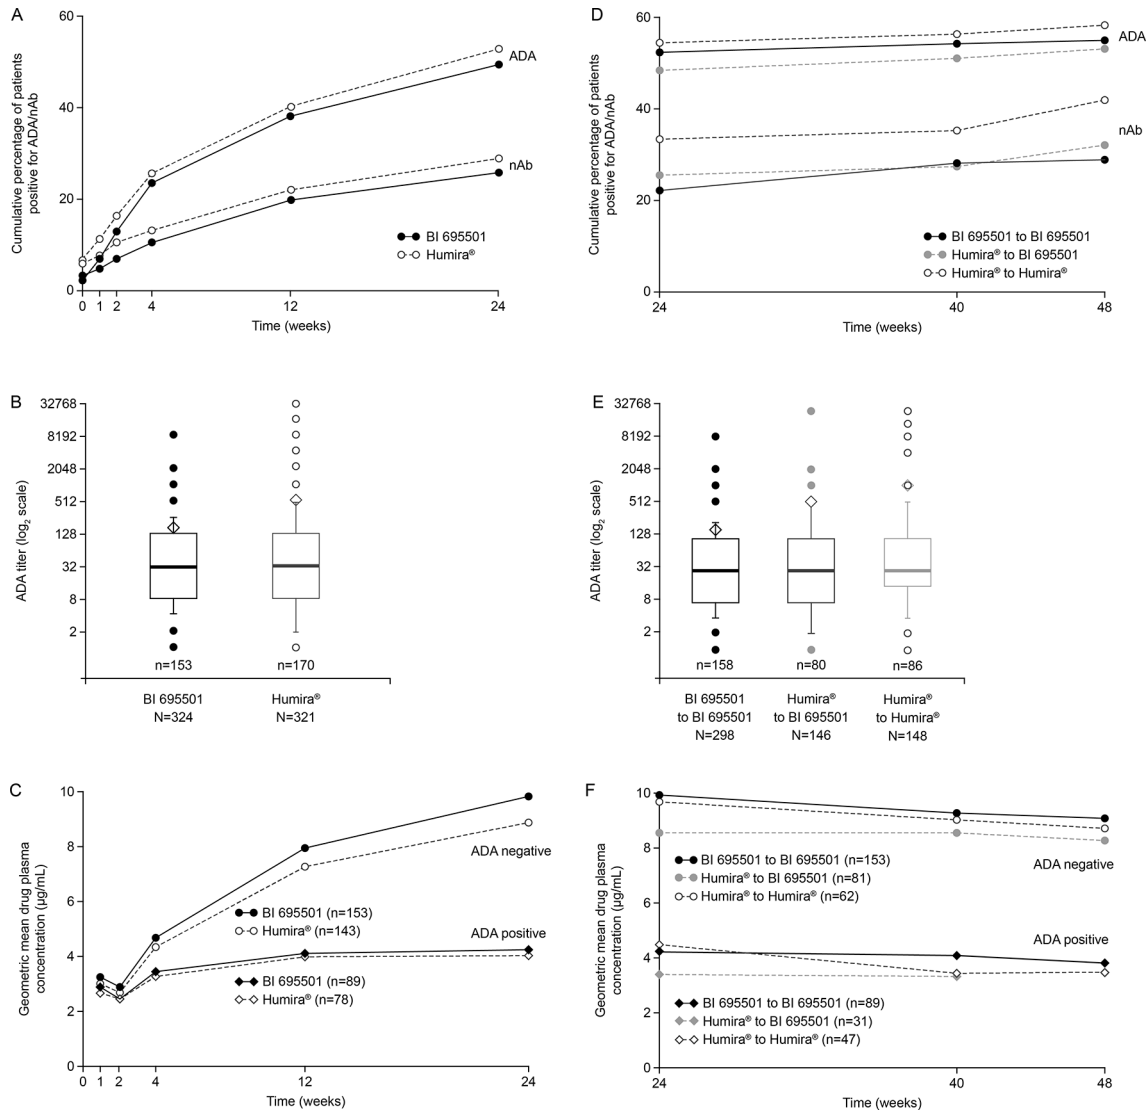 A
60
40
20
0
Cumulative percentage of patients
positive for ADA/nAb
ADA
nAb
BI 695501
Humira®
0 1 2 4 12 24
Time (weeks)
D
60
40
20
0
Cumulative percentage of patients
positive for ADA/nAb
ADA
nAb
BI 695501 to BI 695501
Humira® to BI 695501
Humira® to Humira®
24 40 48
Time (weeks)
B
32768
8192
2048
512
128
32
8
2
ADA titer (log2 scale)
n=153 n=170
BI 695501 Humira®
N=324 N=321
E
32768
8192
2048
512
128
32
8
2
ADA titer (log2 scale)
n=158 n=80 n=86
BI 695501 Humira® Humira®
to BI 695501 to BI 695501 to Humira®
N=298 N=146 N=148
C
10
8
6
4
2
0
Geometric mean drug plasma
concentration (µg/mL)
ADA negative
BI 695501 (n=153)
Humira® (n=143)
ADA positive
BI 695501 (n=89)
Humira® (n=78)
0 1 2 4 12 24
Time (weeks)
F
10
8
6
4
2
0
Geometric mean drug plasma
concentration (µg/mL)
BI 695501 to BI 695501 (n=153)
Humira® to BI 695501 (n=81)
Humira® to Humira® (n=62)
ADA negative
ADA positive
BI 695501 to BI 695501 (n=89)
Humira® to BI 695501 (n=31)
Humira® to Humira® (n=47)
24 40 48
Time (weeks)